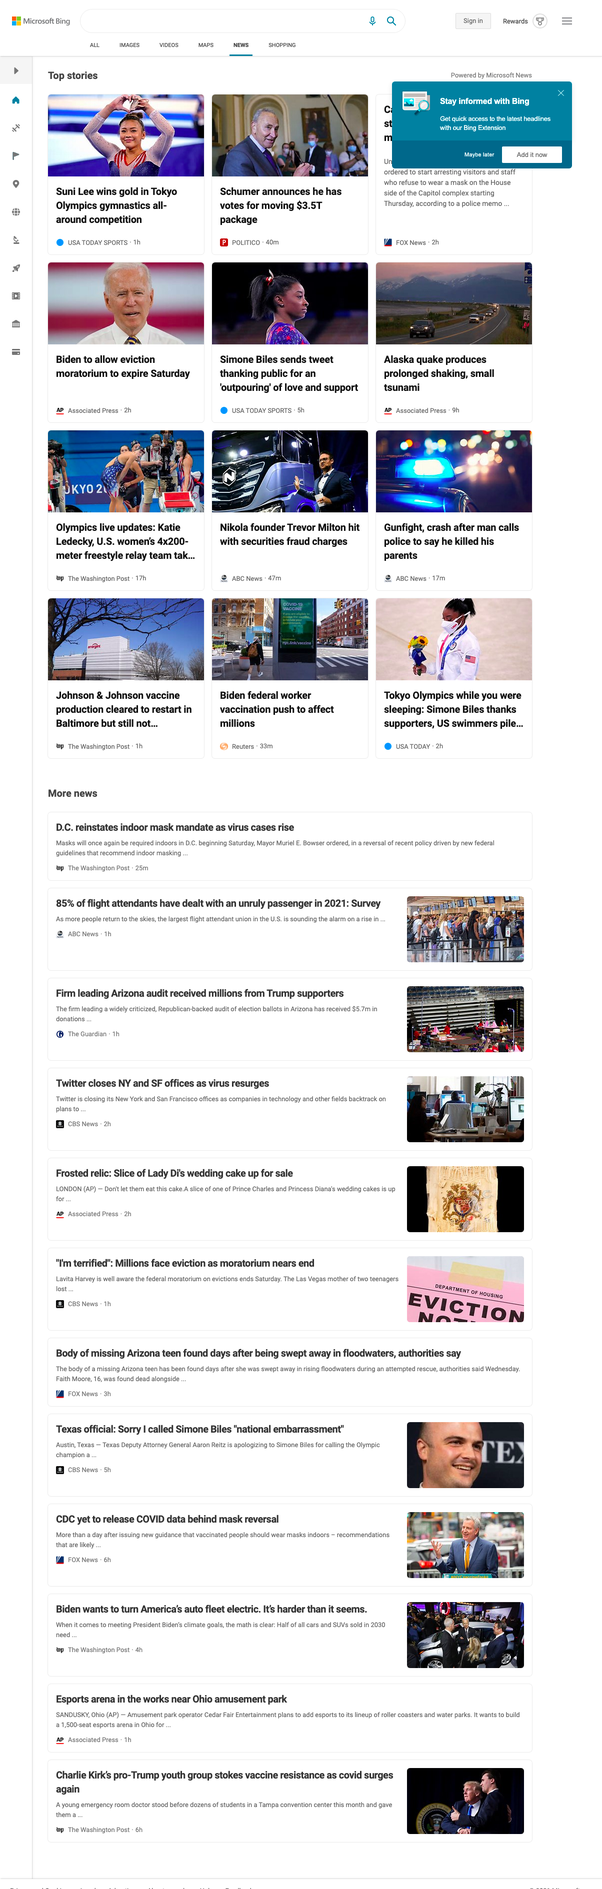 Microsoft Bing
Sign in
Rewards
ALL
IMAGES
VIDEOS
MAPS
NEWS
SHOPPING
Top stories
Powered by Microsoft News
Stay informed with Bing
Get quick access to the latest headlines
with our Bing Extension
Maybe later
Add it now
Suni Lee wins gold in Tokyo
Olympics gymnastics all-
around competition
USA TODAY SPORTS · 1h
Schumer announces he has
votes for moving $3.5T
package
POLITICO · 40m
ordered to start arresting visitors and staff
who refuse to wear a mask on the House
side of the Capitol complex starting
Thursday, according to a police memo ...
FOX News · 2h
Biden to allow eviction
moratorium to expire Saturday
AP Associated Press · 2h
Simone Biles sends tweet
thanking public for an
'outpouring' of love and support
USA TODAY SPORTS · 5h
Alaska quake produces
prolonged shaking, small
tsunami
AP Associated Press · 9h
Olympics live updates: Katie
Ledecky, U.S. women's 4x200-
meter freestyle relay team tak...
wp The Washington Post · 17h
Nikola founder Trevor Milton hit
with securities fraud charges
ABC News · 47m
Gunfight, crash after man calls
police to say he killed his
parents
ABC News · 17m
Johnson & Johnson vaccine
production cleared to restart in
Baltimore but still not...
wp The Washington Post · 1h
Biden federal worker
vaccination push to affect
millions
Reuters · 33m
Tokyo Olympics while you were
sleeping: Simone Biles thanks
supporters, US swimmers pile...
USA TODAY · 2h
More news
D.C. reinstates indoor mask mandate as virus cases rise
Masks will once again be required indoors in D.C. beginning Saturday, Mayor Muriel E. Bowser ordered, in a reversal of recent policy driven by new federal
guidelines that recommend indoor masking ...
wp The Washington Post · 25m
85% of flight attendants have dealt with an unruly passenger in 2021: Survey
As more people return to the skies, the largest flight attendant union in the U.S. is sounding the alarm on a rise in ...
ABC News · 1h
Firm leading Arizona audit received millions from Trump supporters
The firm leading a widely criticized, Republican-backed audit of election ballots in Arizona has received $5.7m in
donations ...
The Guardian · 1h
Twitter closes NY and SF offices as virus resurges
Twitter is closing its New York and San Francisco offices as companies in technology and other fields backtrack on
plans to ...
CBS News · 2h
Frosted relic: Slice of Lady Di's wedding cake up for sale
LONDON (AP) — Don't let them eat this cake.A slice of one of Prince Charles and Princess Diana's wedding cakes is up
for ...
AP Associated Press · 2h
"I'm terrified": Millions face eviction as moratorium nears end
Lavita Harvey is well aware the federal moratorium on evictions ends Saturday. The Las Vegas mother of two teenagers
lost ...
CBS News · 1h
DEPARTMENT OF HOUSING
EVICTION
Body of missing Arizona teen found days after being swept away in floodwaters, authorities say
The body of a missing Arizona teen has been found days after she was swept away in rising floodwaters during an attempted rescue, authorities said Wednesday.
Faith Moore, 16, was found dead alongside ...
FOX News · 3h
Texas official: Sorry I called Simone Biles "national embarrassment"
Austin, Texas — Texas Deputy Attorney General Aaron Reitz is apologizing to Simone Biles for calling the Olympic
champion a ...
CBS News · 5h
CDC yet to release COVID data behind mask reversal
More than a day after issuing new guidance that vaccinated people should wear masks indoors – recommendations
that are likely ...
FOX News · 6h
Biden wants to turn America's auto fleet electric. It's harder than it seems.
When it comes to meeting President Biden's climate goals, the math is clear: Half of all cars and SUVs sold in 2030
need ...
wp The Washington Post · 4h
Esports arena in the works near Ohio amusement park
SANDUSKY, Ohio (AP) — Amusement park operator Cedar Fair Entertainment plans to add esports to its lineup of roller coasters and water parks. It wants to build
a 1,500-seat esports arena in Ohio for ...
AP Associated Press · 1h
Charlie Kirk's pro-Trump youth group stokes vaccine resistance as covid surges
again
A young emergency room doctor stood before dozens of students in a Tampa convention center this month and gave
them a ...
wp The Washington Post · 6h